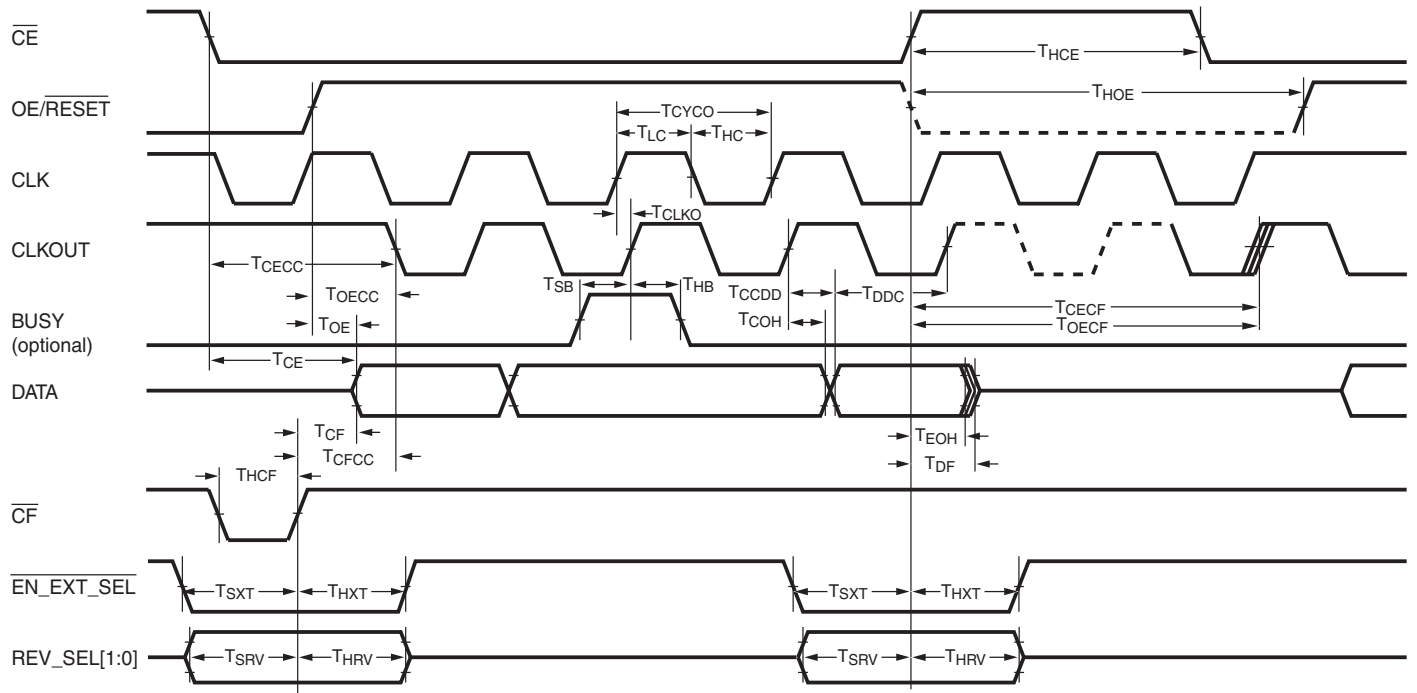 CE
THCE
OE/RESET
THOE
TCYCO
TLC
THC
CLK
TCLKO
CLKOUT
TCECC
TSB
THB
TCCDD
TDDC
TOECC
TCECF
TCOH
TOECF
BUSY
(optional)
TOE
TCE
DATA
TCF
TEOH
TCFCC
TDF
THCF
CF
EN_EXT_SEL
TSXT
THXT
TSXT
THXT
REV_SEL[1:0]
TSRV
THRV
TSRV
THRV